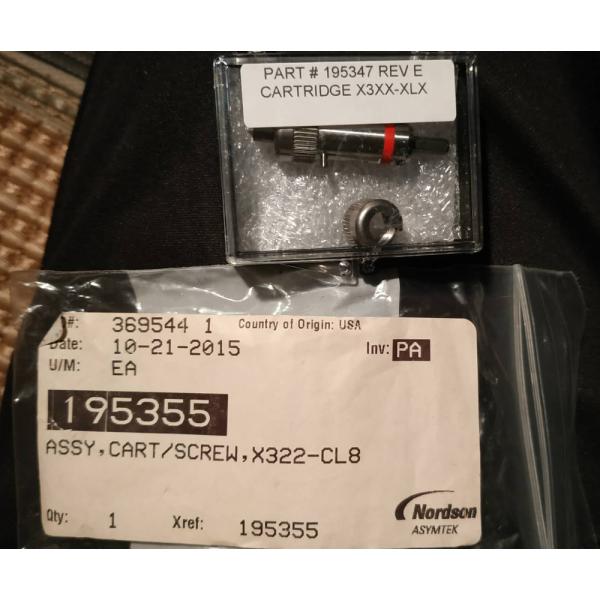 PART # 195347 REV E
CARTRIDGE X3XX-XLX
#: 369544 1 Country of Origin: USA
Date: 10-21-2015 Inv: PA
U/M: EA
195355
ASSY,CART/SCREW,X322-CL8
Qty: 1 Xref: 195355
Nordson
ASYMTEK